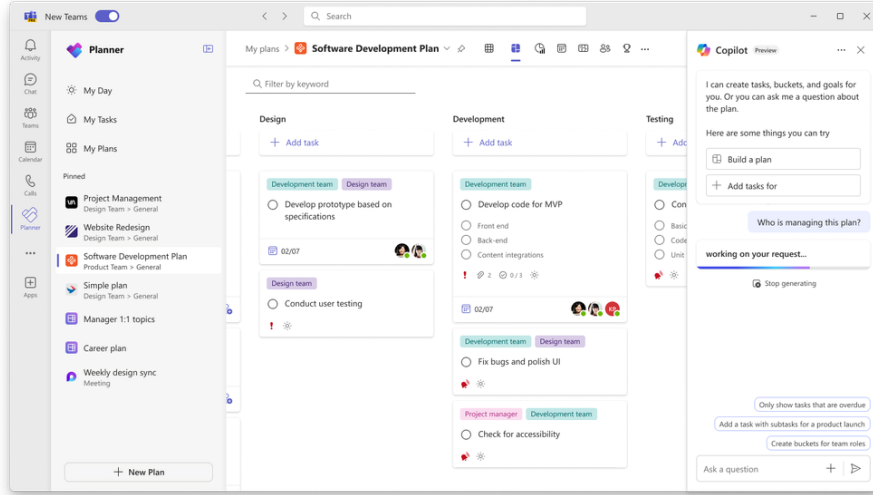 New Teams
Search
Activity
Chat
Teams
Calendar
Calls
Planner
Apps
Planner
My Day
My Tasks
My Plans
Pinned
Project Management
Design Team > General
Website Redesign
Design Team > General
Software Development Plan
Product Team > General
Simple plan
Design Team > General
Manager 1:1 topics
Career plan
Weekly design sync
Meeting
New Plan
My plans > Software Development Plan
Filter by keyword
Design
Add task
Development team Design team
Develop prototype based on
specifications
02/07
Design team
Conduct user testing
Development
Add task
Development team
Develop code for MVP
Front end
Back-end
Content integrations
2 0 / 3
02/07
Development team Design team
Fix bugs and polish UI
Project manager Development team
Check for accessibility
Testing
Add
Develop
Con
Basic
Code
Unit
Copilot Preview
I can create tasks, buckets, and goals for
you. Or you can ask me a question about
the plan.
Here are some things you can try
Build a plan
Add tasks for
Who is managing this plan?
working on your request...
Stop generating
Only show tasks that are overdue
Add a task with subtasks for a product launch
Create buckets for team roles
Ask a question